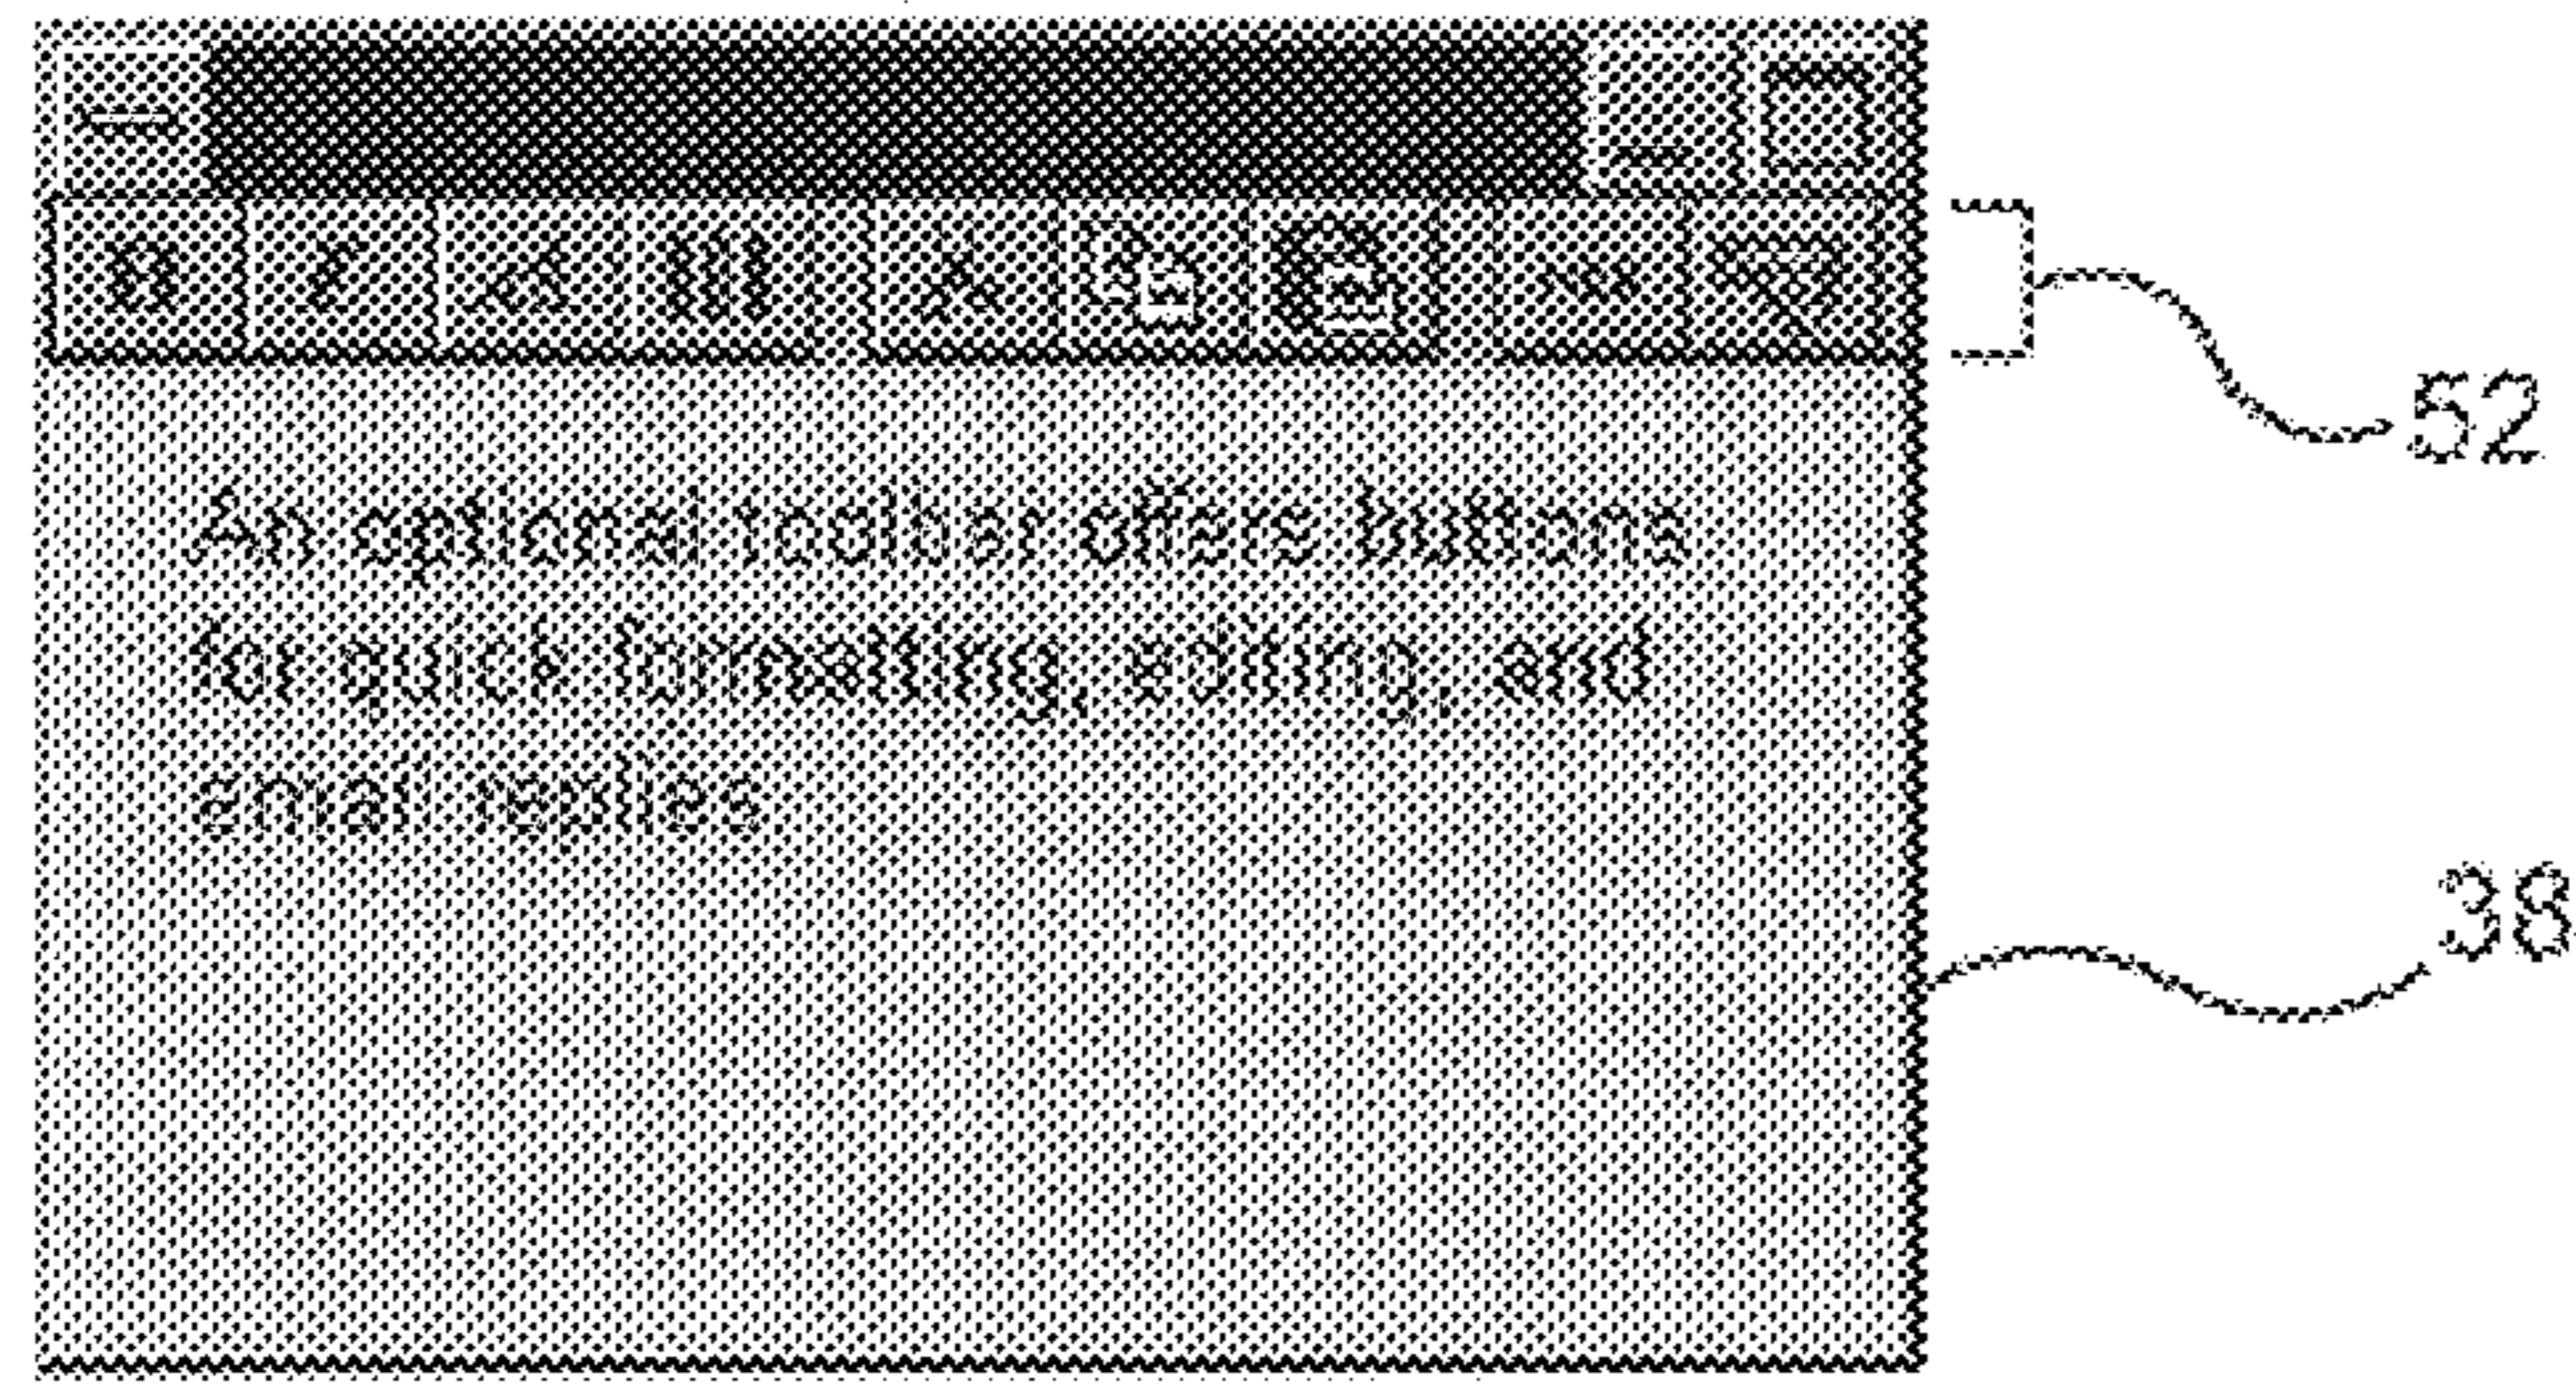 52
An optional toolbar offers buttons
for quick formatting, editing, and
email replies
38